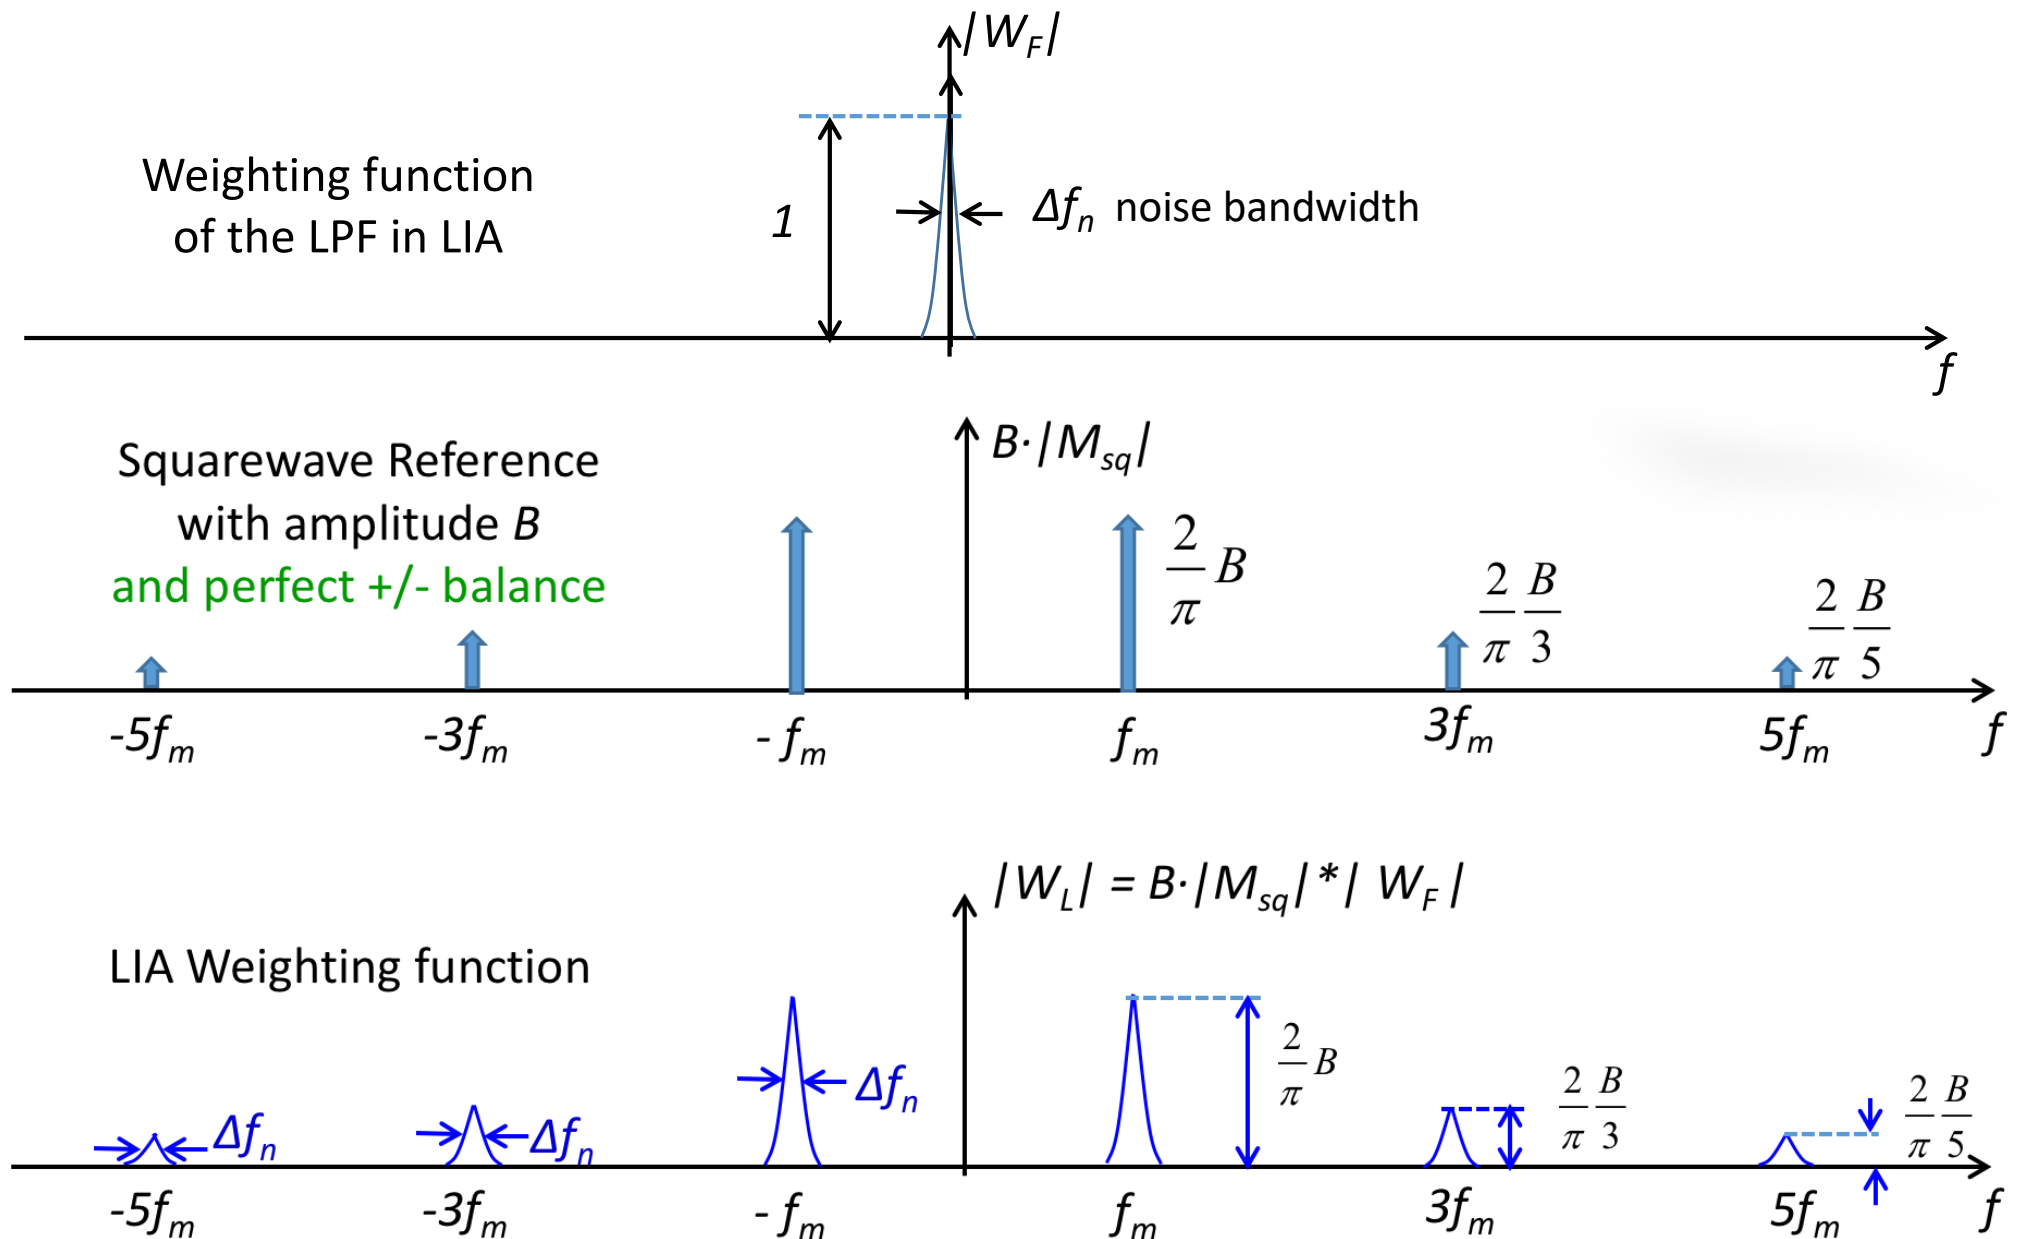 |W_F|
Weighting function
of the LPF in LIA
1
Δf_n noise bandwidth
f
Squarewave Reference
with amplitude B
and perfect +/- balance
B·|M_sq|
2/π B
2/π B/3
2/π B/5
-5f_m -3f_m - f_m f_m 3f_m 5f_m f
|W_L| = B·|M_sq|*| W_F |
LIA Weighting function
Δf_n Δf_n Δf_n
2/π B
2/π B/3
2/π B/5
-5f_m -3f_m - f_m f_m 3f_m 5f_m f